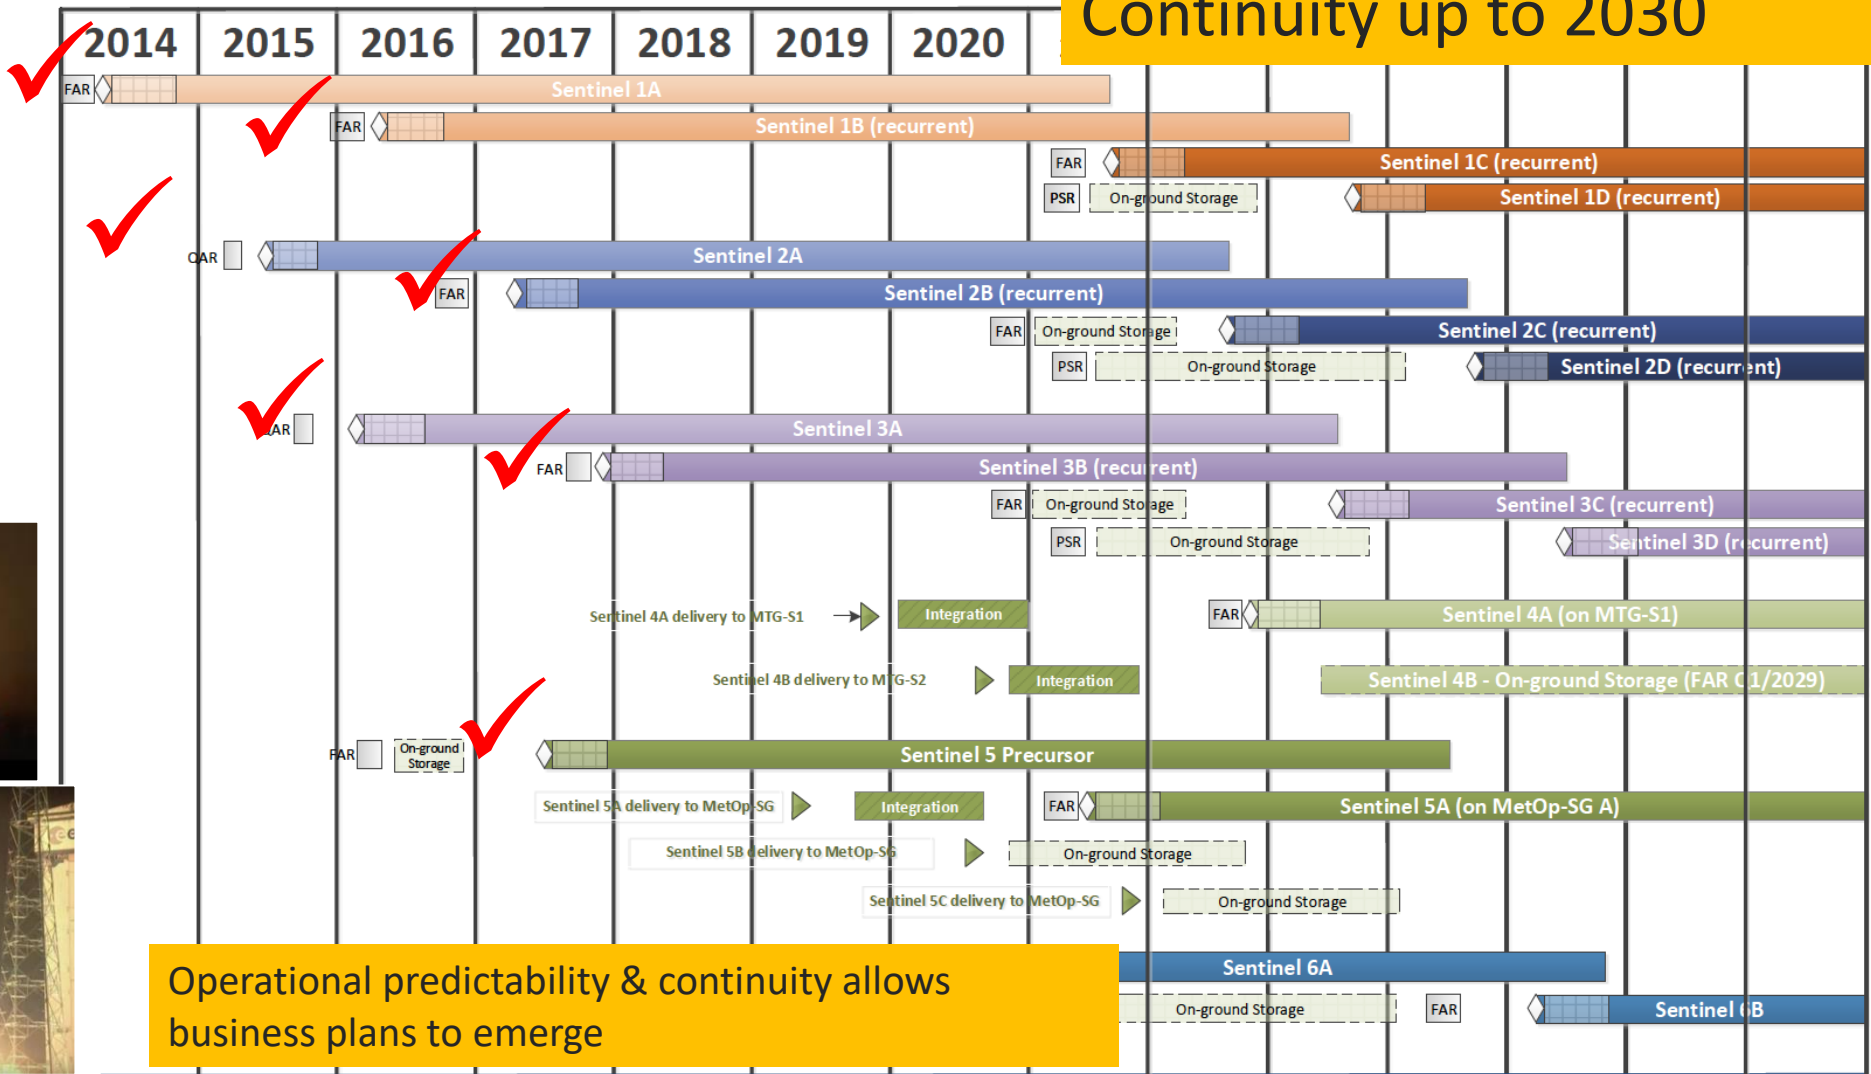 Continuity up to 2030
2014 2015 2016 2017 2018 2019 2020
FAR Sentinel 1A
FAR Sentinel 1B (recurrent)
FAR Sentinel 1C (recurrent)
PSR On-ground Storage Sentinel 1D (recurrent)
QAR Sentinel 2A
FAR Sentinel 2B (recurrent)
FAR On-ground Storage Sentinel 2C (recurrent)
PSR On-ground Storage Sentinel 2D (recurrent)
Sentinel 3A
FAR Sentinel 3B (recurrent)
FAR On-ground Storage Sentinel 3C (recurrent)
PSR On-ground Storage Sentinel 3D (recurrent)
Sentinel 4A delivery to MTG-S1 Integration FAR Sentinel 4A (on MTG-S1)
Sentinel 4B delivery to MTG-S2 Integration Sentinel 4B - On-ground Storage (FAR Q1/2029)
FAR On-ground Storage Sentinel 5 Precursor
Sentinel 5A delivery to MetOp-SG Integration FAR Sentinel 5A (on MetOp-SG A)
Sentinel 5B delivery to MetOp-SG On-ground Storage
Sentinel 5C delivery to MetOp-SG On-ground Storage
Sentinel 6A
On-ground Storage FAR Sentinel 6B
Operational predictability & continuity allows
business plans to emerge